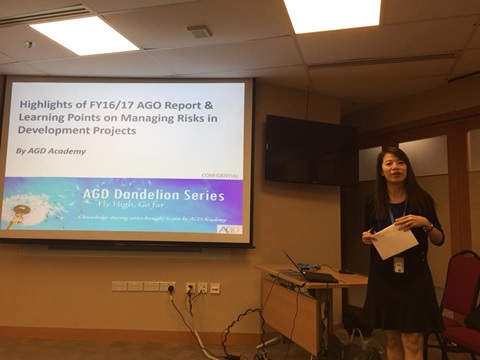 Highlights of FY16/17 AGO Report &
Learning Points on Managing Risks in
Development Projects
By AGD Academy
CONFIDENTIAL
AGD Dandelion Series
Fly High, Go Far
A knowledge sharing series brought to you by AGD Academy